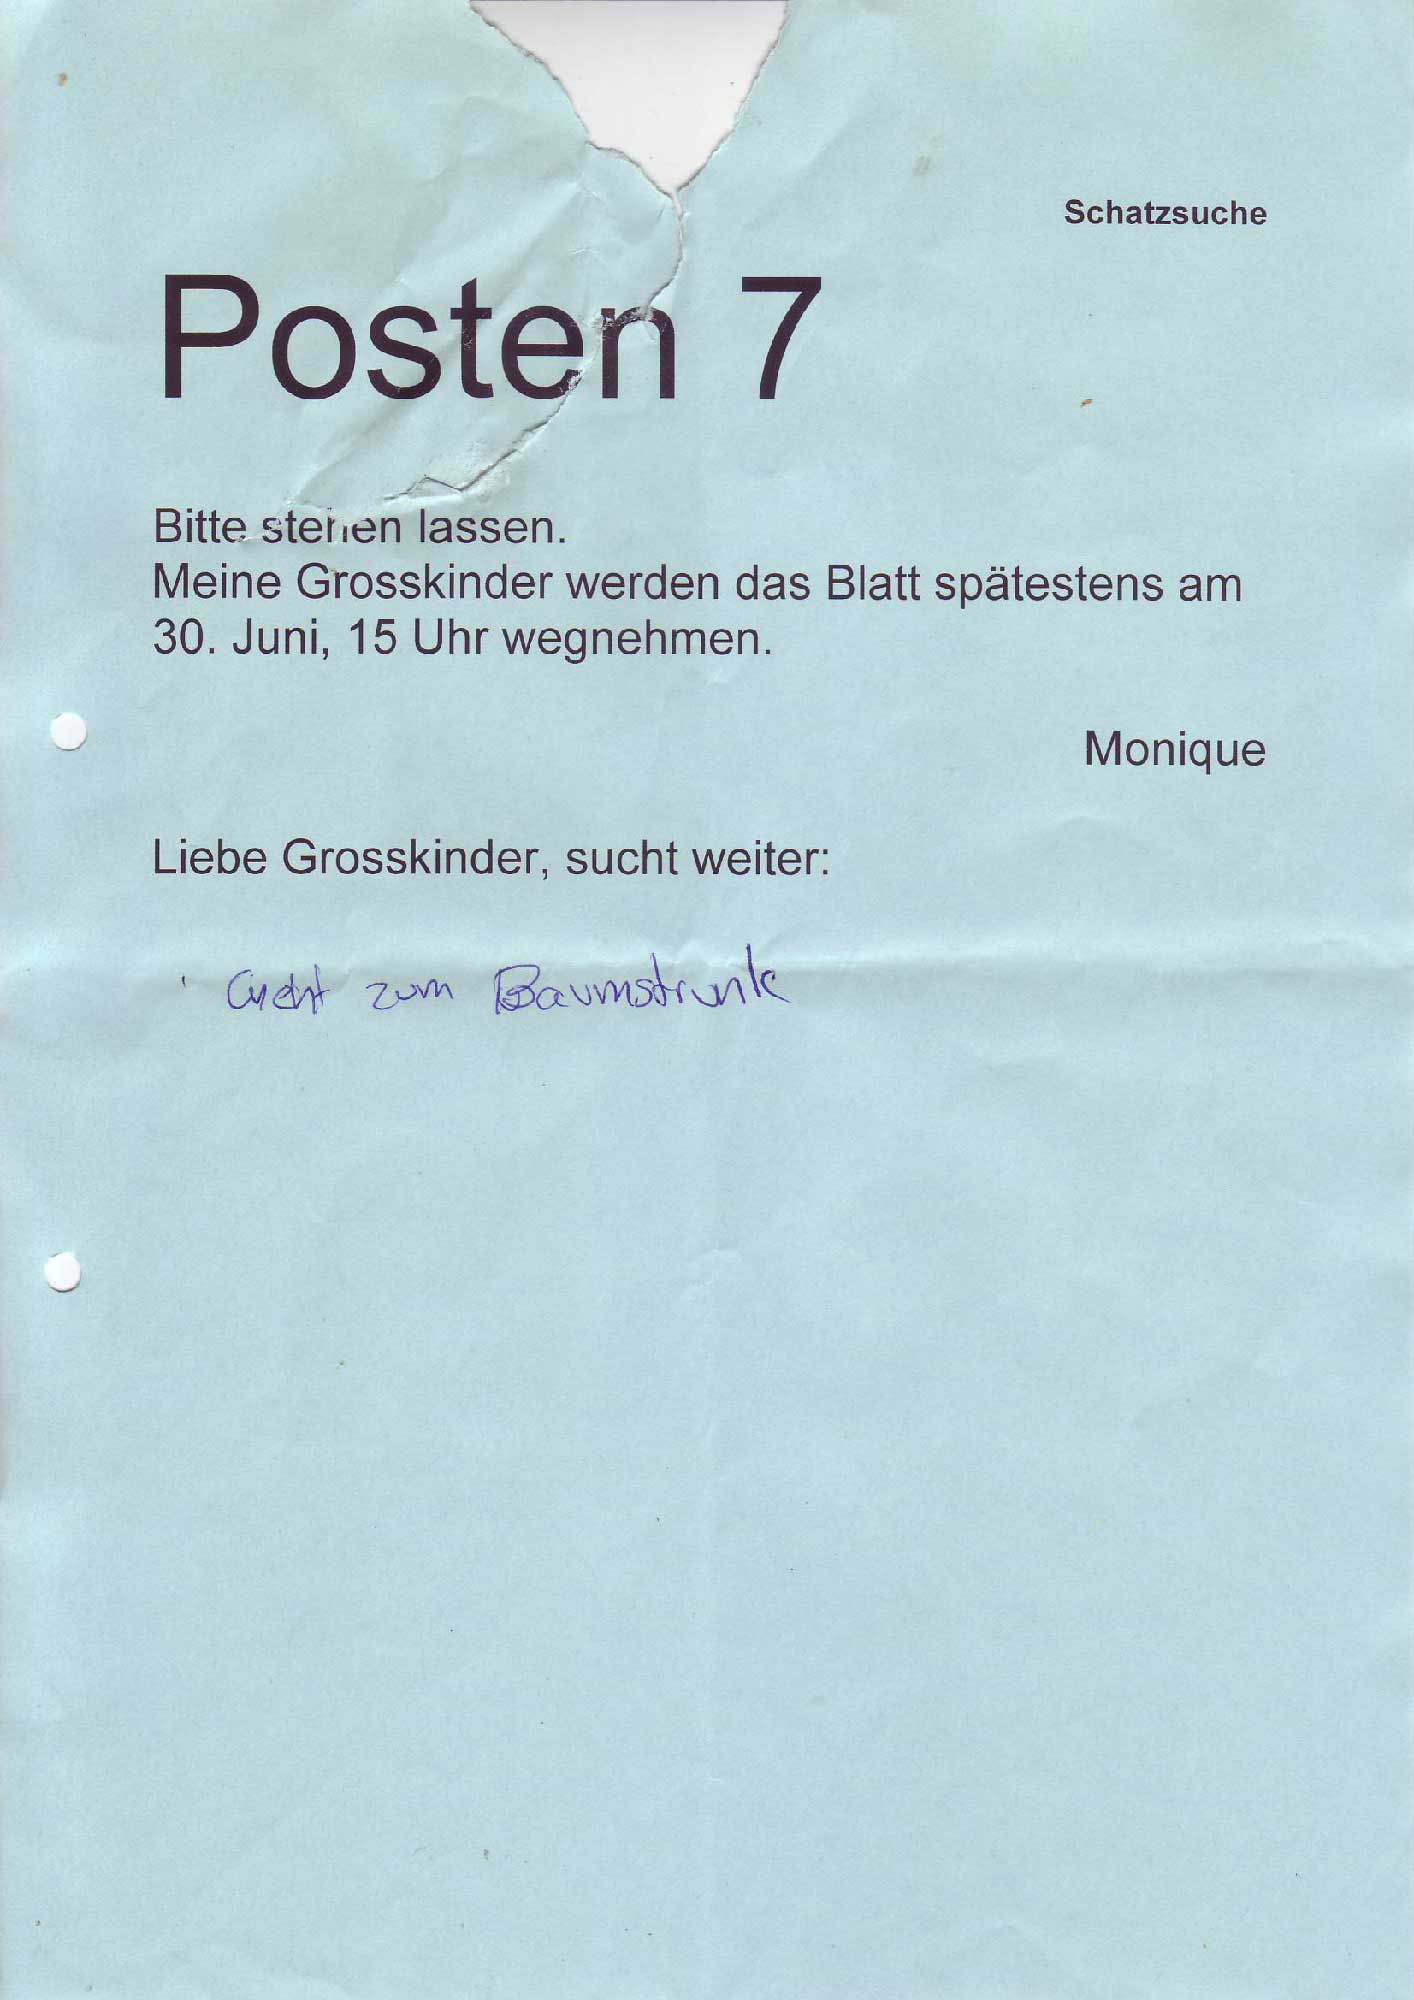 Schatzsuche
Posten 7
Bitte stehen lassen.
Meine Grosskinder werden das Blatt spätestens am
30. Juni, 15 Uhr wegnehmen.
Monique
Liebe Grosskinder, sucht weiter:
zum Baumstrunk